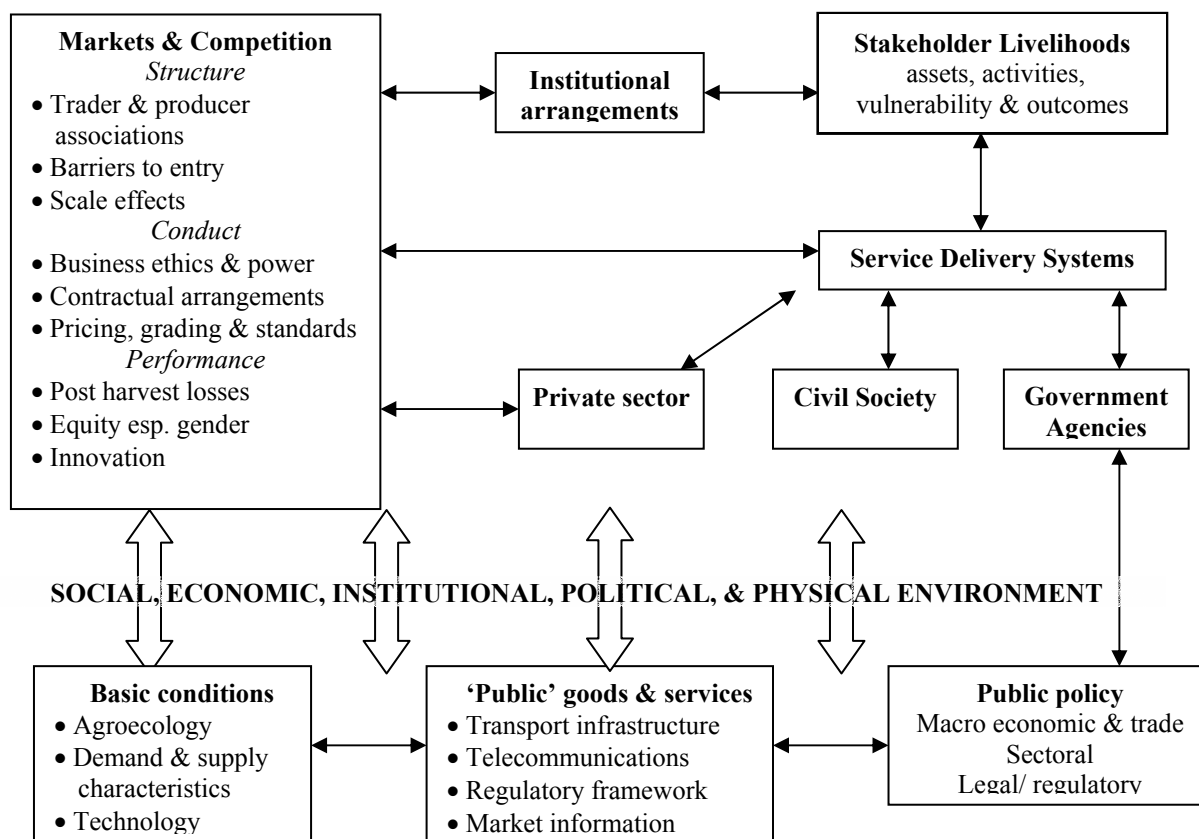 Markets & Competition
Structure
• Trader & producer
associations
• Barriers to entry
• Scale effects
Conduct
• Business ethics & power
• Contractual arrangements
• Pricing, grading & standards
Performance
• Post harvest losses
• Equity esp. gender
• Innovation
Institutional
arrangements
Stakeholder Livelihoods
assets, activities,
vulnerability & outcomes
Service Delivery Systems
Private sector
Civil Society
Government
Agencies
SOCIAL, ECONOMIC, INSTITUTIONAL, POLITICAL, & PHYSICAL ENVIRONMENT
Basic conditions
• Agroecology
• Demand & supply
characteristics
• Technology
‘Public’ goods & services
• Transport infrastructure
• Telecommunications
• Regulatory framework
• Market information
Public policy
Macro economic & trade
Sectoral
Legal/ regulatory